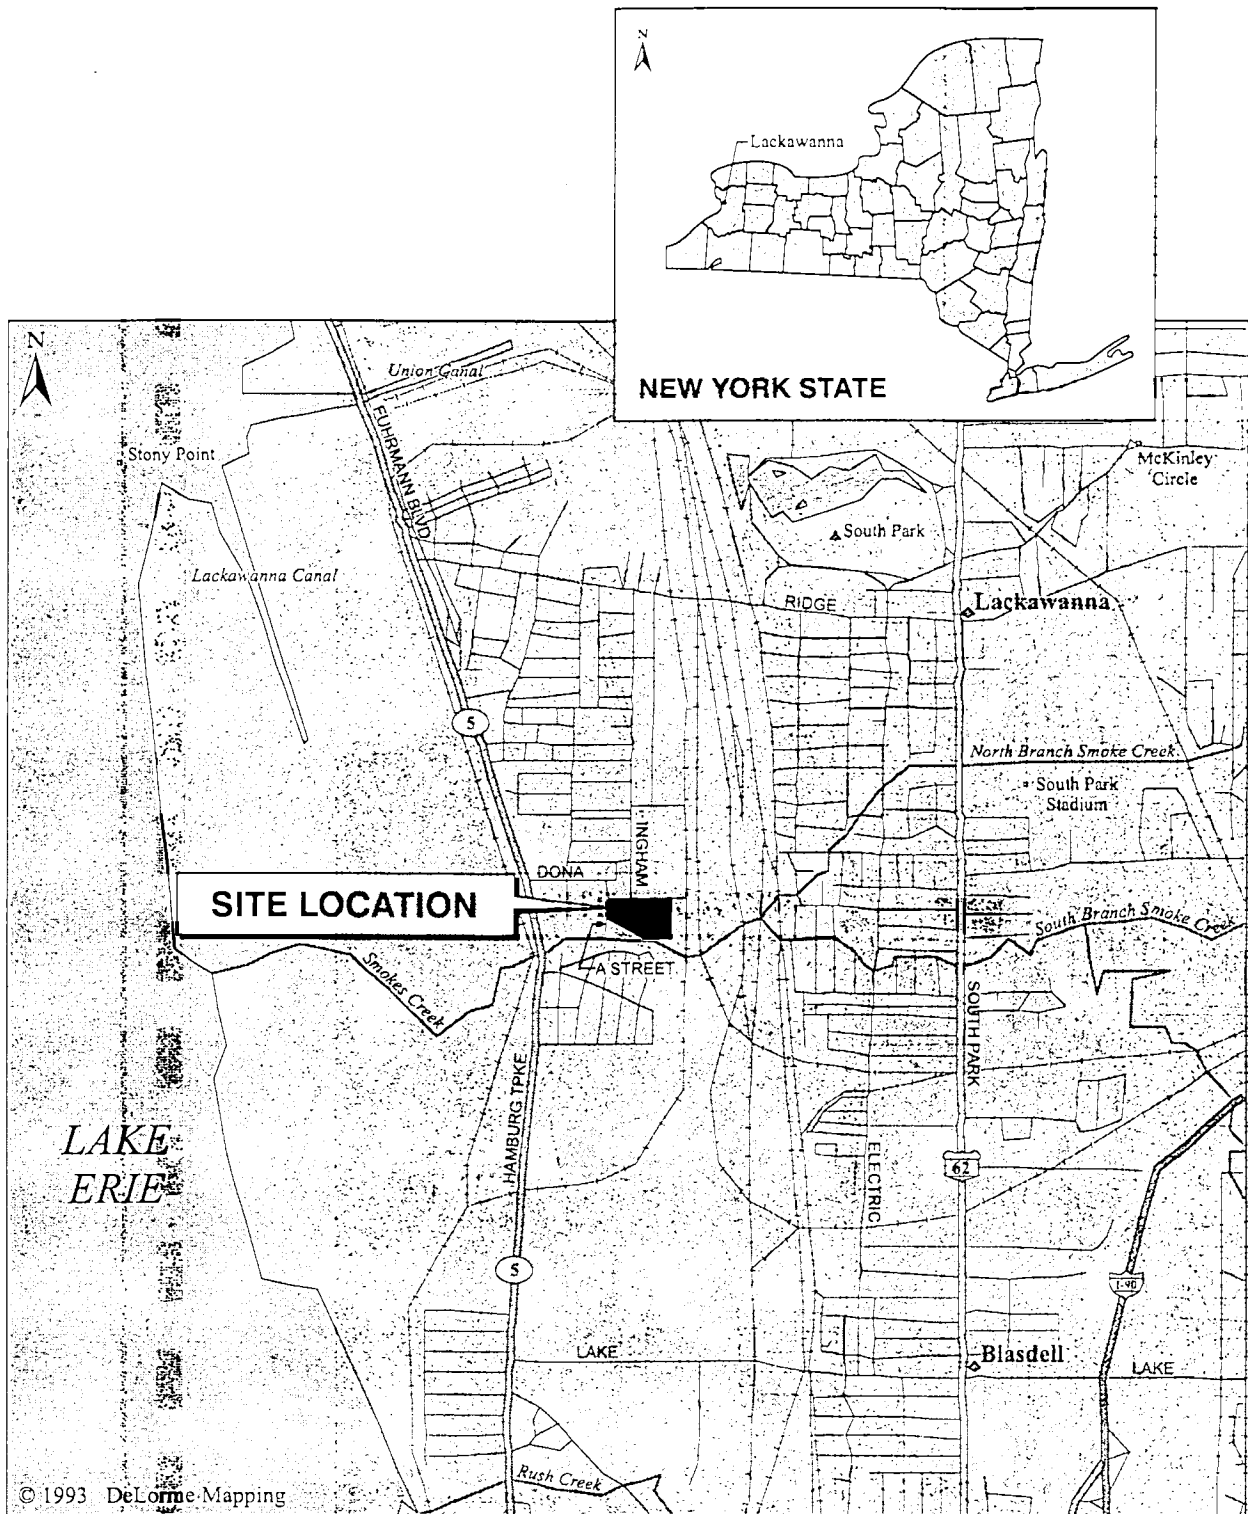 N
Lackawanna
NEW YORK STATE
N
Union Canal
FUHRMANN BLVD
Stony Point
McKinley
Circle
South Park
Lackawanna Canal
RIDGE
Lackawanna
5
North Branch Smoke Creek
South Park
Stadium
INGHAM
DONA
SITE LOCATION
South Branch Smoke Creek
Smokes Creek
A STREET
SOUTH PARK
HAMBURG TPKE
LAKE
ERIE
ELECTRIC
62
5
I-90
LAKE
Blasdell
LAKE
Rush Creek
© 1993 DeLorme Mapping